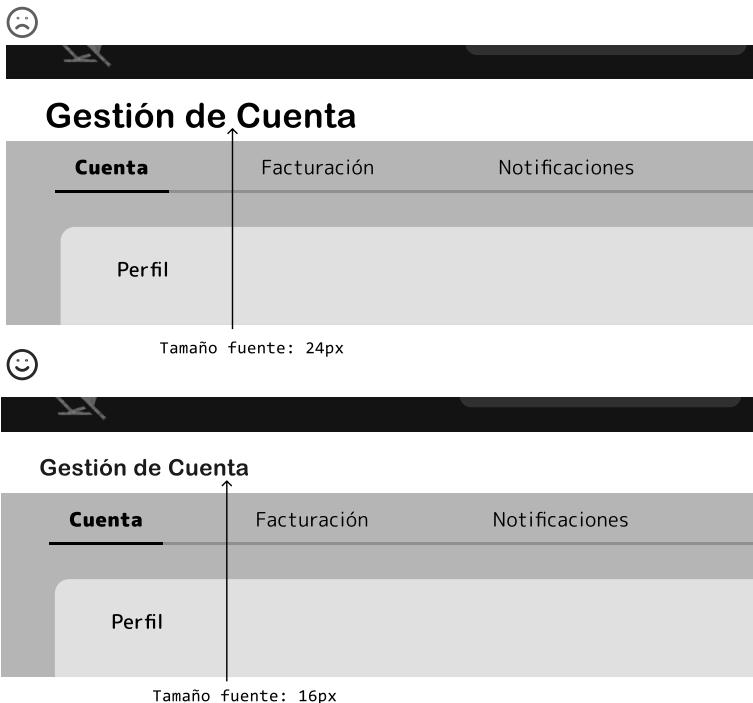 Gestión de Cuenta
Cuenta Facturación Notificaciones
Perfil
Tamaño fuente: 24px
Gestión de Cuenta
Cuenta Facturación Notificaciones
Perfil
Tamaño fuente: 16px